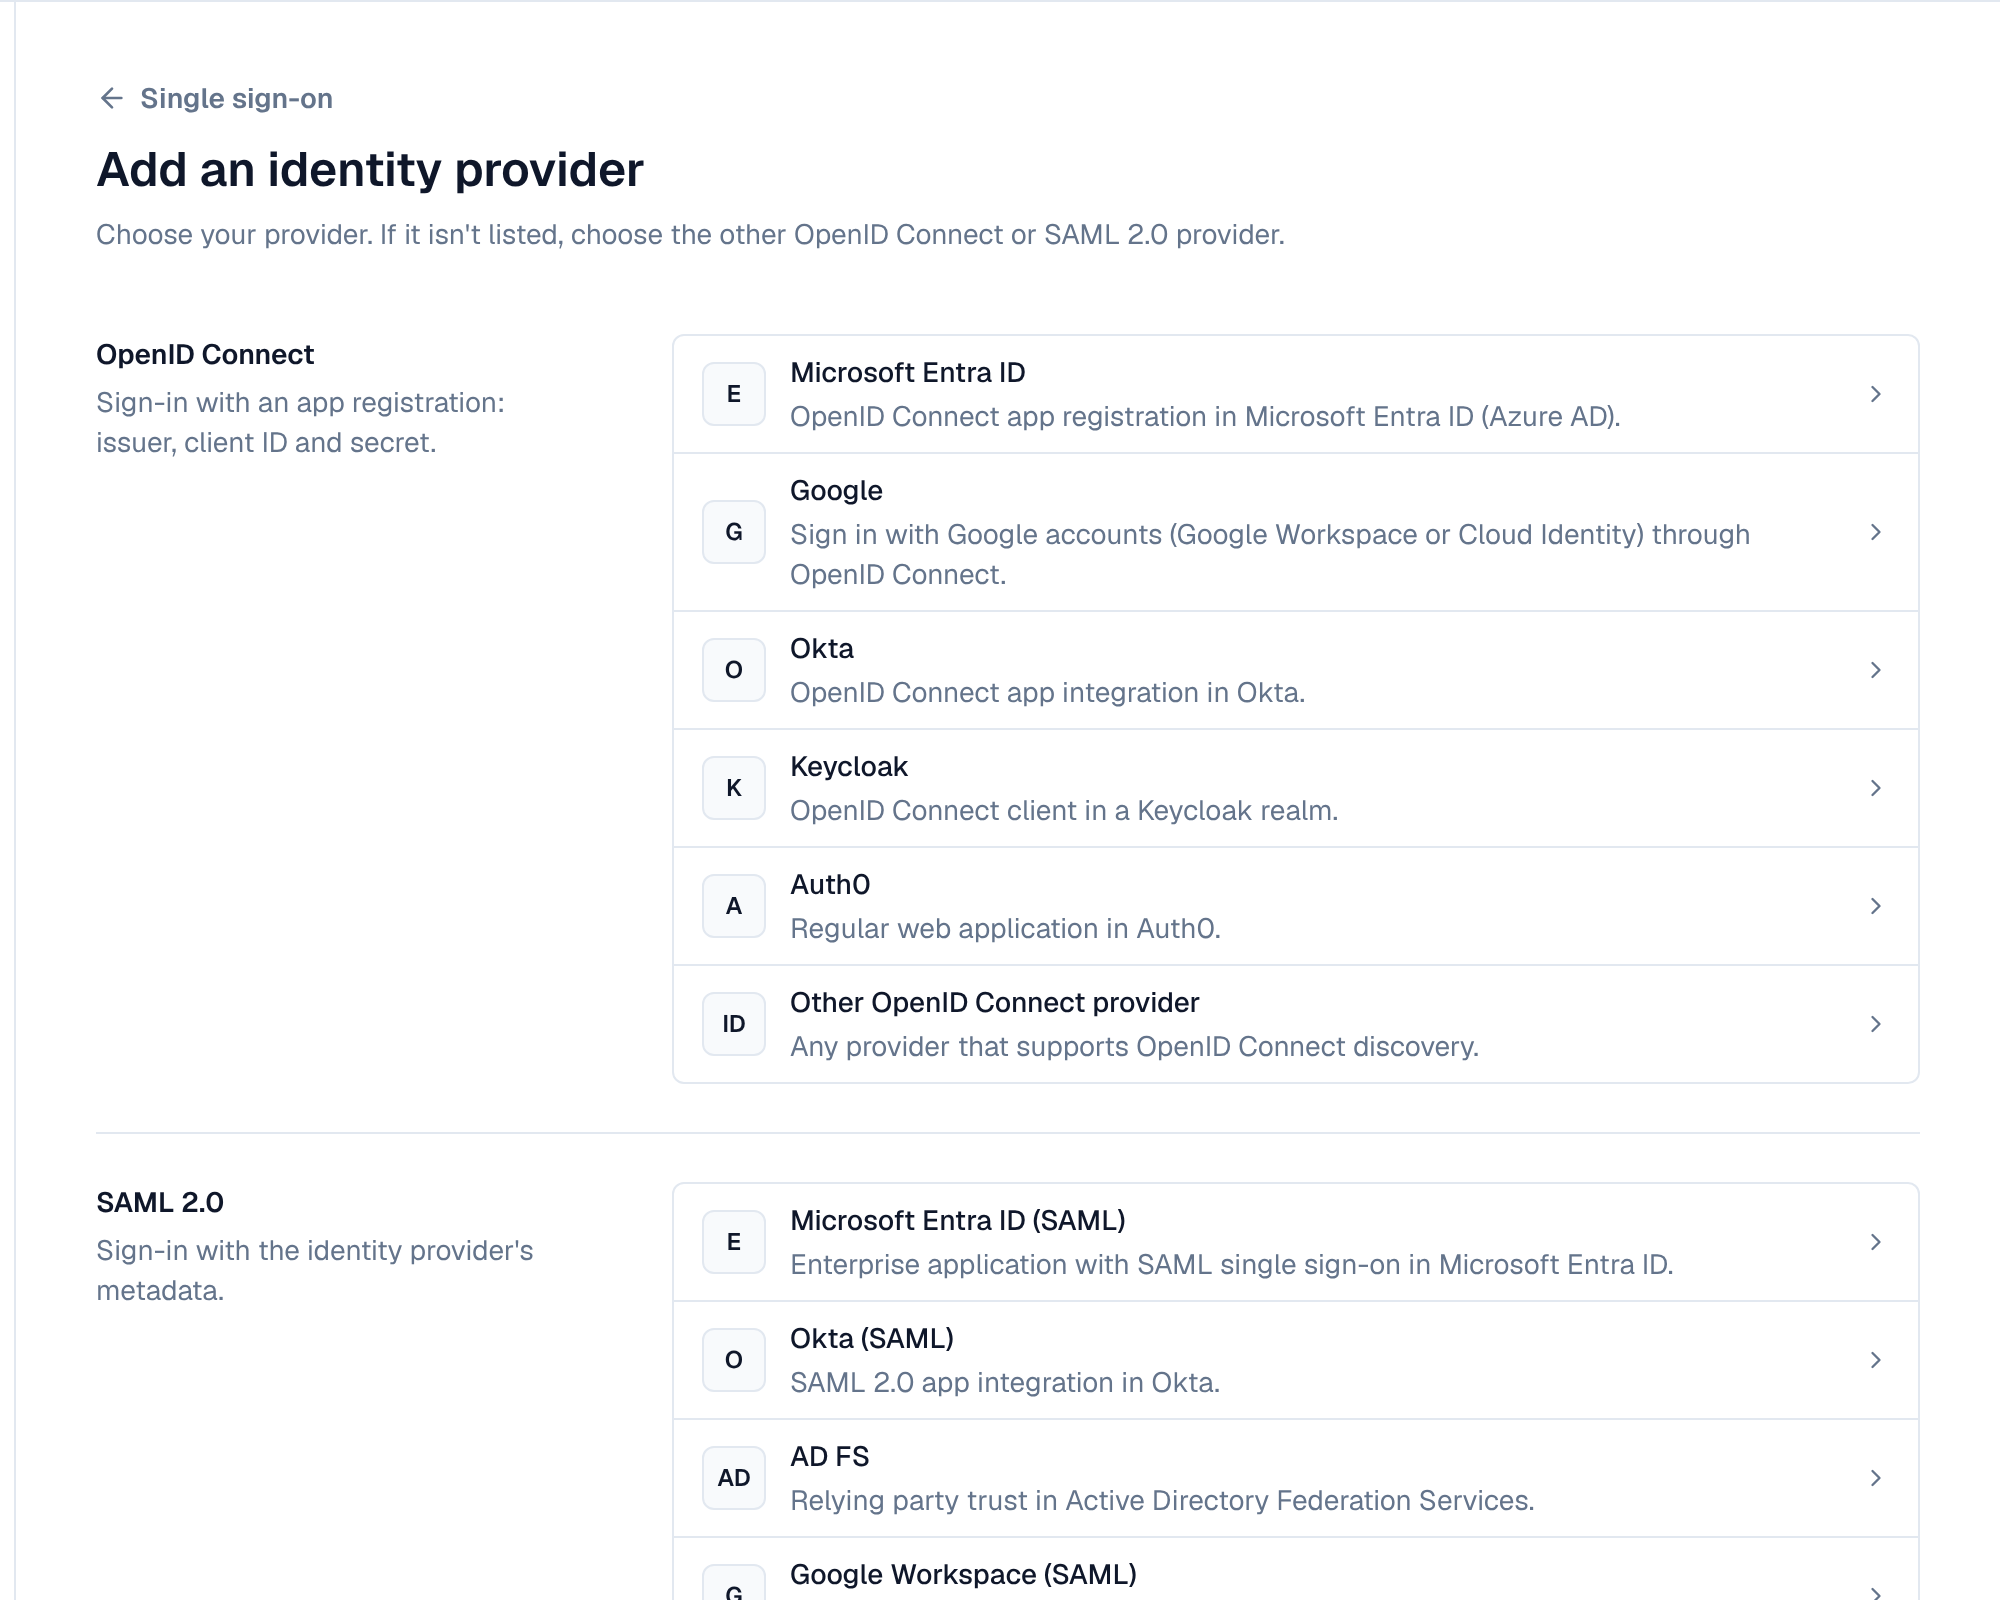 Single sign-on
Add an identity provider
Choose your provider. If it isn't listed, choose the other OpenID Connect or SAML 2.0 provider.
OpenID Connect
Sign-in with an app registration:
issuer, client ID and secret.
E
Microsoft Entra ID
OpenID Connect app registration in Microsoft Entra ID (Azure AD).
G
Google
Sign in with Google accounts (Google Workspace or Cloud Identity) through
OpenID Connect.
O
Okta
OpenID Connect app integration in Okta.
K
Keycloak
OpenID Connect client in a Keycloak realm.
A
Auth0
Regular web application in Auth0.
ID
Other OpenID Connect provider
Any provider that supports OpenID Connect discovery.
SAML 2.0
Sign-in with the identity provider's
metadata.
E
Microsoft Entra ID (SAML)
Enterprise application with SAML single sign-on in Microsoft Entra ID.
O
Okta (SAML)
SAML 2.0 app integration in Okta.
AD
AD FS
Relying party trust in Active Directory Federation Services.
G
Google Workspace (SAML)